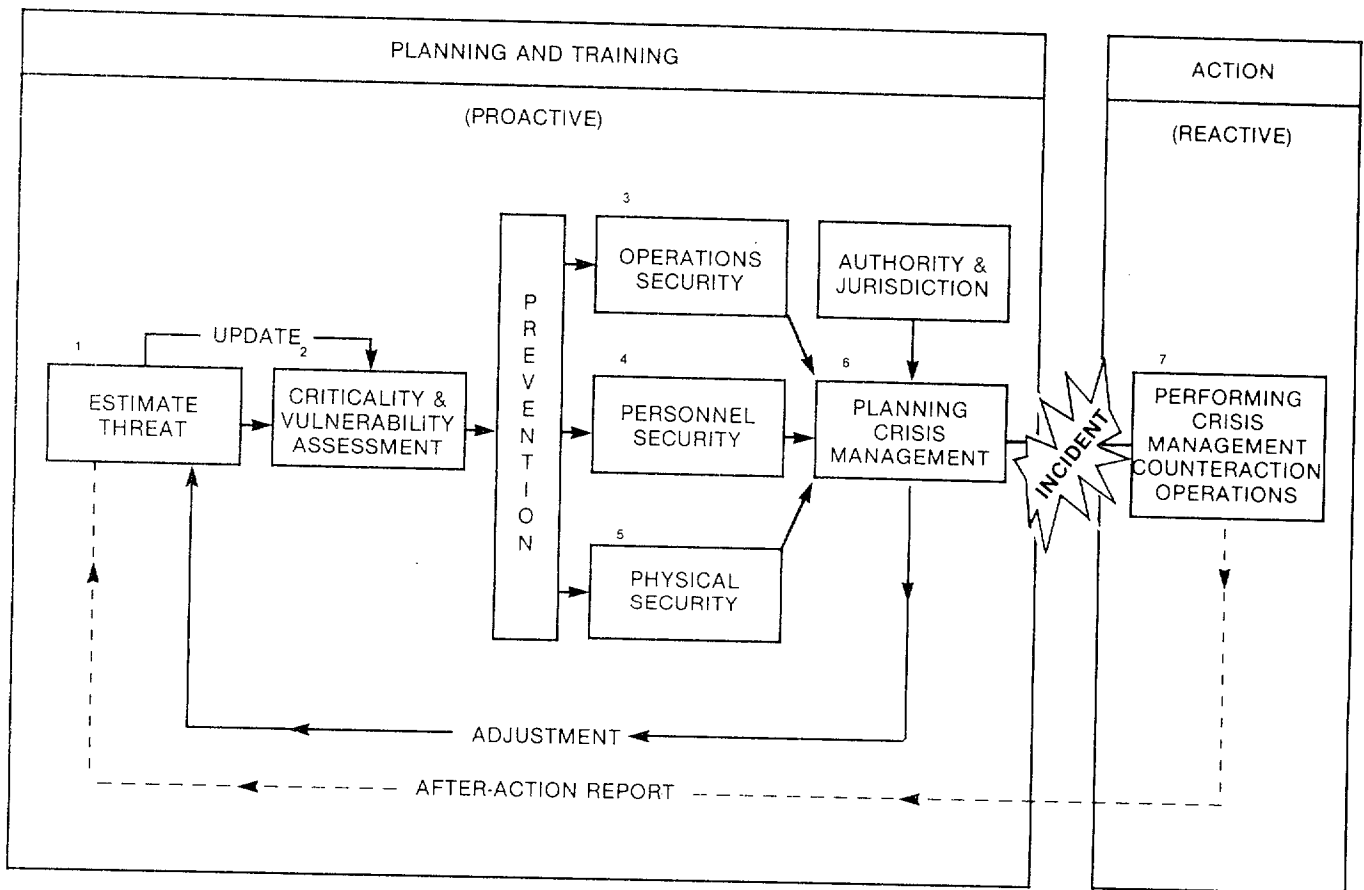 PLANNING AND TRAINING
(PROACTIVE)
1
ESTIMATE
THREAT
UPDATE
2
CRITICALITY &
VULNERABILITY
ASSESSMENT
PREVENTION
3
OPERATIONS
SECURITY
4
PERSONNEL
SECURITY
5
PHYSICAL
SECURITY
AUTHORITY &
JURISDICTION
6
PLANNING
CRISIS
MANAGEMENT
ADJUSTMENT
AFTER-ACTION REPORT
INCIDENT
ACTION
(REACTIVE)
7
PERFORMING
CRISIS
MANAGEMENT
COUNTERACTION
OPERATIONS